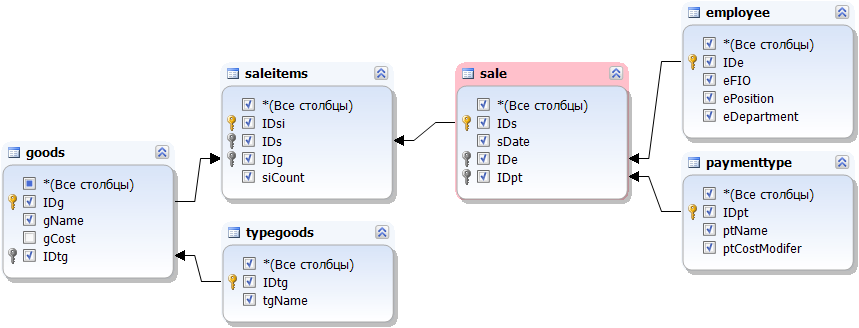 goods
*(Все столбцы)
IDg
gName
gCost
IDtg
saleitems
*(Все столбцы)
IDsi
IDs
IDg
siCount
typegoods
*(Все столбцы)
IDtg
tgName
sale
*(Все столбцы)
IDs
sDate
IDe
IDpt
employee
*(Все столбцы)
IDe
eFIO
ePosition
eDepartment
paymenttype
*(Все столбцы)
IDpt
ptName
ptCostModifer